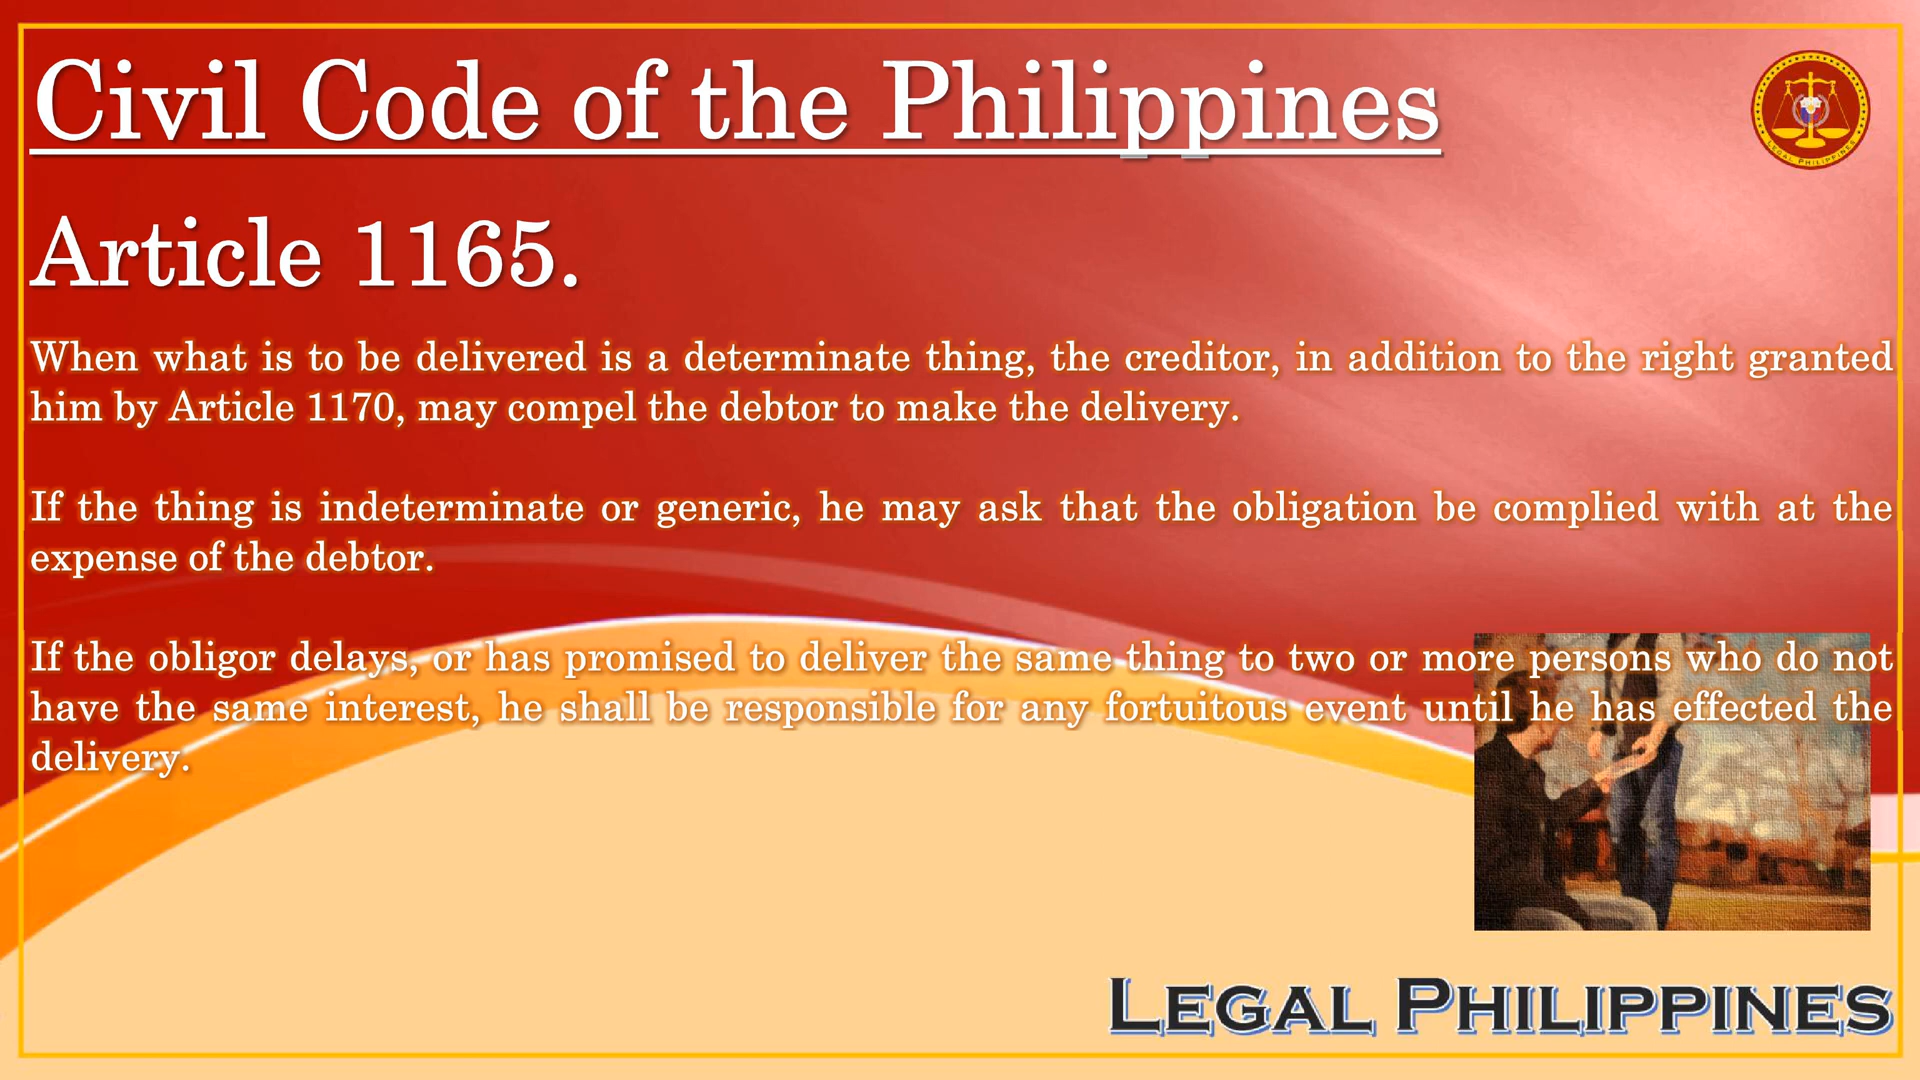 Civil Code of the Philippines
LEGAL PHILIPPINES
Article 1165.
When what is to be delivered is a determinate thing, the creditor, in addition to the right granted
him by Article 1170, may compel the debtor to make the delivery.
If the thing is indeterminate or generic, he may ask that the obligation be complied with at the
expense of the debtor.
If the obligor delays, or has promised to deliver the same thing to two or more persons who do not
have the same interest, he shall be responsible for any fortuitous event until he has effected the
delivery.
LEGAL PHILIPPINES